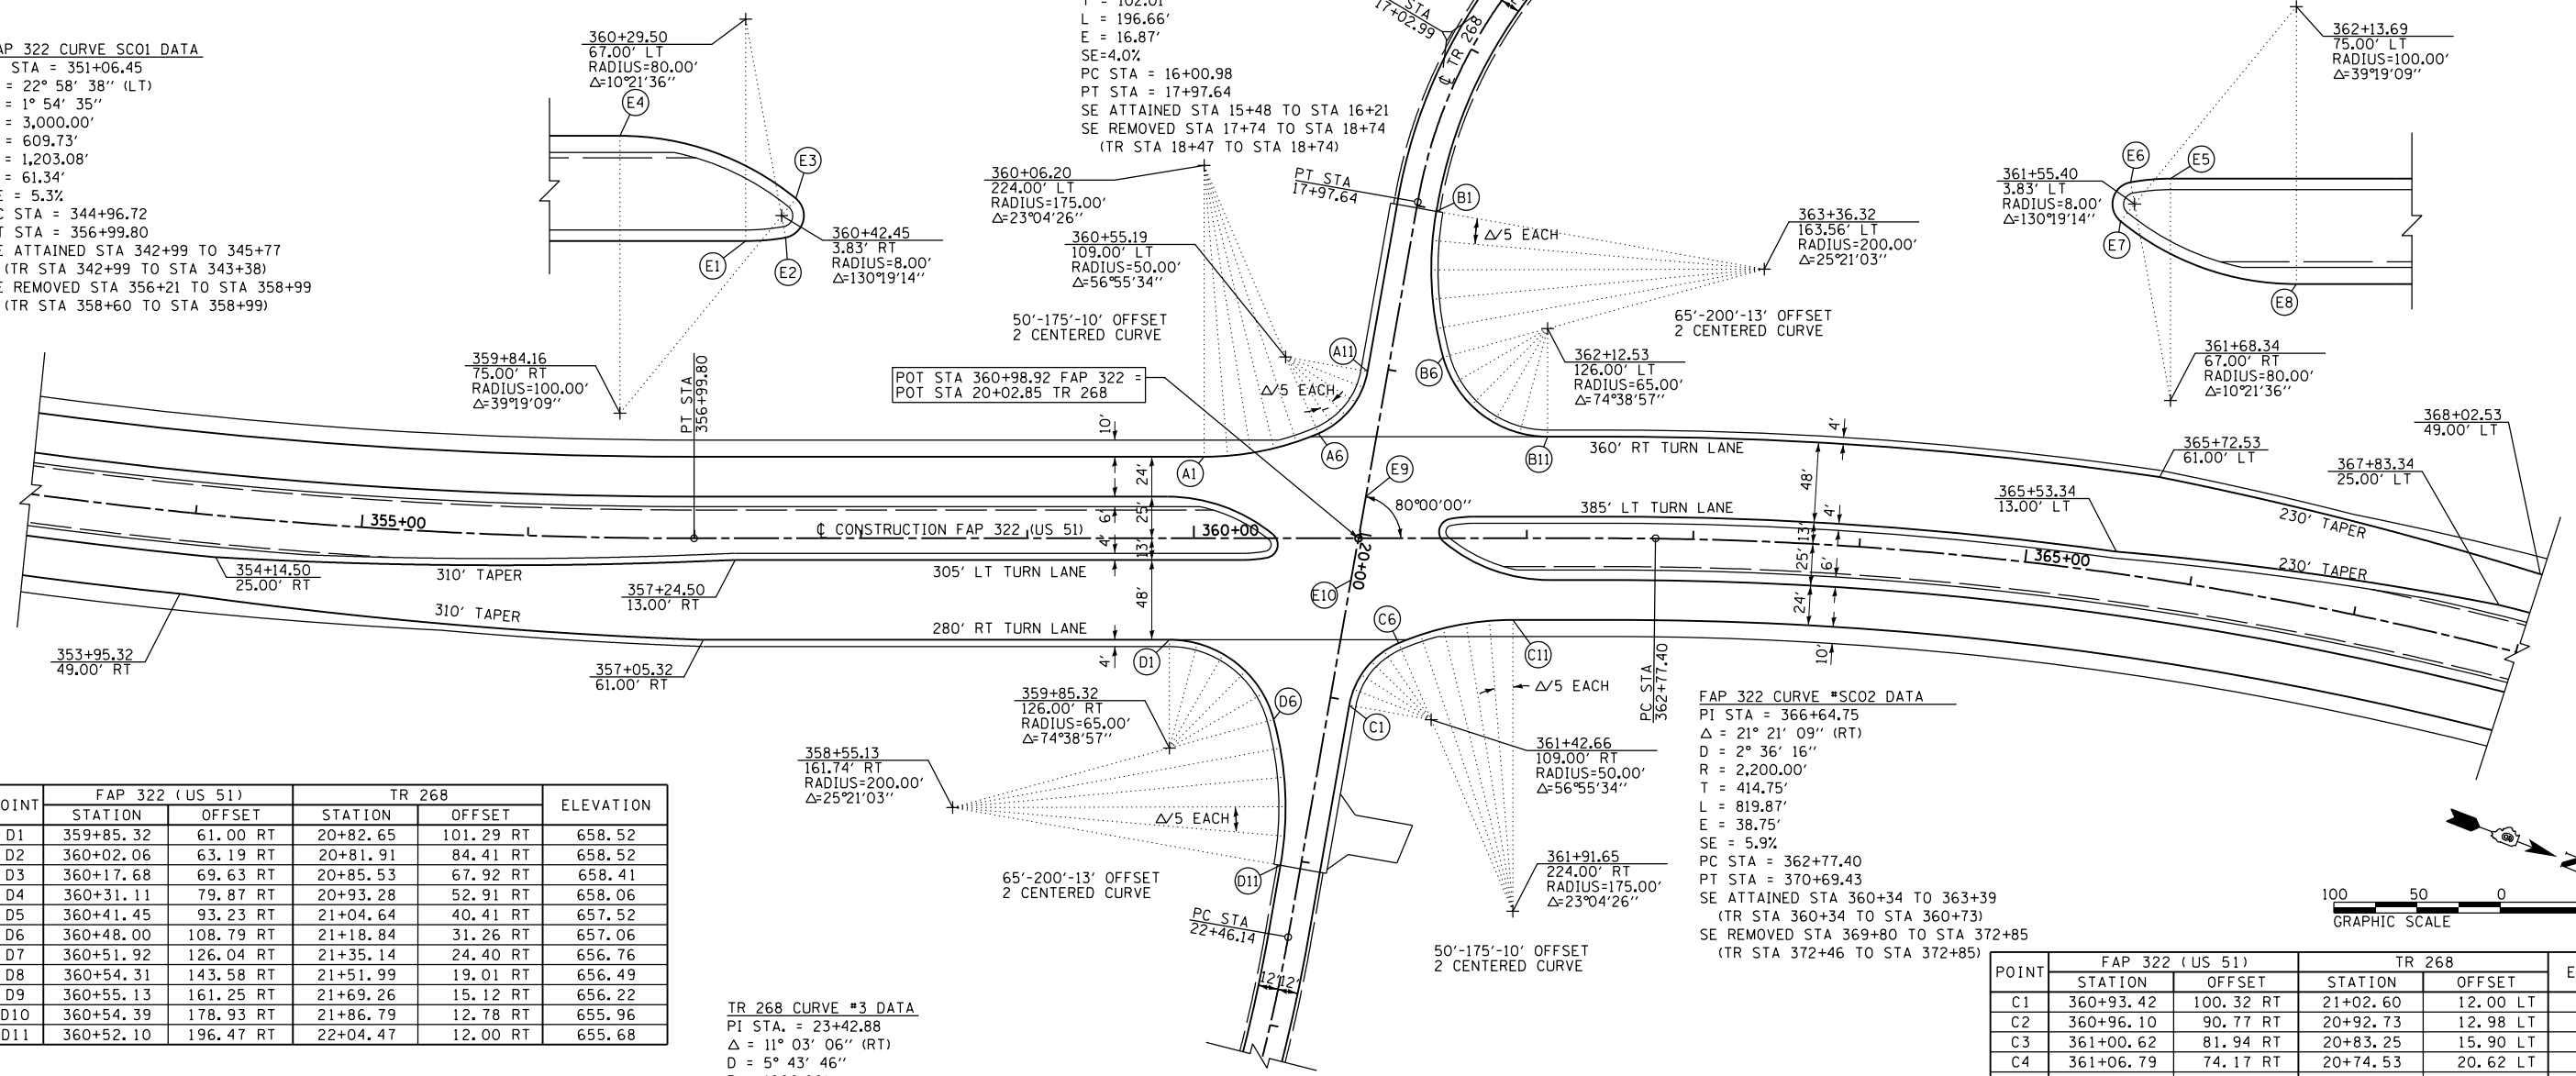 AP 322 CURVE SC01 DATA
STA = 351+06.45
= 22° 58' 38'' (LT)
= 1° 54' 35''
= 3,000.00'
= 609.73'
= 1,203.08'
= 61.34'
E = 5.3%
C STA = 344+96.72
T STA = 356+99.80
E ATTAINED STA 342+99 TO 345+77
(TR STA 342+99 TO STA 343+38)
E REMOVED STA 356+21 TO STA 358+99
(TR STA 358+60 TO STA 358+99)
360+29.50
67.00' LT
RADIUS=80.00'
Δ=10°21'36''
E4
E3
E1
E2
360+42.45
3.83' RT
RADIUS=8.00'
Δ=130°19'14''
359+84.16
75.00' RT
RADIUS=100.00'
Δ=39°19'09''
T = 102.01'
L = 196.66'
E = 16.87'
SE=4.0%
PC STA = 16+00.98
PT STA = 17+97.64
SE ATTAINED STA 15+48 TO STA 16+21
SE REMOVED STA 17+74 TO STA 18+74
(TR STA 18+47 TO STA 18+74)
STA
17+02.99
℄ TR 268
360+06.20
224.00' LT
RADIUS=175.00'
Δ=23°04'26''
360+55.19
109.00' LT
RADIUS=50.00'
Δ=56°55'34''
50'-175'-10' OFFSET
2 CENTERED CURVE
PT STA
17+97.64
B1
Δ/5 EACH
363+36.32
163.56' LT
RADIUS=200.00'
Δ=25°21'03''
65'-200'-13' OFFSET
2 CENTERED CURVE
362+12.53
126.00' LT
RADIUS=65.00'
Δ=74°38'57''
A11
B6
Δ/5 EACH
POT STA 360+98.92 FAP 322 =
POT STA 20+02.85 TR 268
362+13.69
75.00' LT
RADIUS=100.00'
Δ=39°19'09''
361+55.40
3.83' LT
RADIUS=8.00'
Δ=130°19'14''
E6
E5
E7
E8
361+68.34
67.00' RT
RADIUS=80.00'
Δ=10°21'36''
368+02.53
49.00' LT
365+72.53
61.00' LT
367+83.34
25.00' LT
365+53.34
13.00' LT
PT STA
356+99.80
10'
24'
25'
6'
4'
13'
48'
4'
A1
A6
E9
B11
360' RT TURN LANE
4'
48'
80°00'00''
385' LT TURN LANE
4'
13'
25'
6'
24'
10'
230' TAPER
230' TAPER
355+00
℄ CONSTRUCTION FAP 322 (US 51)
360+00
20+00
365+00
354+14.50
25.00' RT
310' TAPER
357+24.50
13.00' RT
305' LT TURN LANE
E10
310' TAPER
280' RT TURN LANE
353+95.32
49.00' RT
357+05.32
61.00' RT
D1
C6
C11
PC STA
362+77.40
Δ/5 EACH
359+85.32
126.00' RT
RADIUS=65.00'
Δ=74°38'57''
D6
C1
358+55.13
161.74' RT
RADIUS=200.00'
Δ=25°21'03''
Δ/5 EACH
65'-200'-13' OFFSET
2 CENTERED CURVE
D11
PC STA
22+46.14
12' 12'
361+42.66
109.00' RT
RADIUS=50.00'
Δ=56°55'34''
361+91.65
224.00' RT
RADIUS=175.00'
Δ=23°04'26''
50'-175'-10' OFFSET
2 CENTERED CURVE
FAP 322 CURVE #SC02 DATA
PI STA = 366+64.75
Δ = 21° 21' 09'' (RT)
D = 2° 36' 16''
R = 2,200.00'
T = 414.75'
L = 819.87'
E = 38.75'
SE = 5.9%
PC STA = 362+77.40
PT STA = 370+69.43
SE ATTAINED STA 360+34 TO 363+39
(TR STA 360+34 TO STA 360+73)
SE REMOVED STA 369+80 TO STA 372+85
(TR STA 372+46 TO STA 372+85)
100 50 0
GRAPHIC SCALE
OINT FAP 322 (US 51) TR 268 ELEVATION
STATION OFFSET STATION OFFSET
D1 359+85.32 61.00 RT 20+82.65 101.29 RT 658.52
D2 360+02.06 63.19 RT 20+81.91 84.41 RT 658.52
D3 360+17.68 69.63 RT 20+85.53 67.92 RT 658.41
D4 360+31.11 79.87 RT 20+93.28 52.91 RT 658.06
D5 360+41.45 93.23 RT 21+04.64 40.41 RT 657.52
D6 360+48.00 108.79 RT 21+18.84 31.26 RT 657.06
D7 360+51.92 126.04 RT 21+35.14 24.40 RT 656.76
D8 360+54.31 143.58 RT 21+51.99 19.01 RT 656.49
D9 360+55.13 161.25 RT 21+69.26 15.12 RT 656.22
D10 360+54.39 178.93 RT 21+86.79 12.78 RT 655.96
D11 360+52.10 196.47 RT 22+04.47 12.00 RT 655.68
TR 268 CURVE #3 DATA
PI STA. = 23+42.88
Δ = 11° 03' 06'' (RT)
D = 5° 43' 46''
POINT FAP 322 (US 51) TR 268 E
STATION OFFSET STATION OFFSET
C1 360+93.42 100.32 RT 21+02.60 12.00 LT
C2 360+96.10 90.77 RT 20+92.73 12.98 LT
C3 361+00.62 81.94 RT 20+83.25 15.90 LT
C4 361+06.79 74.17 RT 20+74.53 20.62 LT